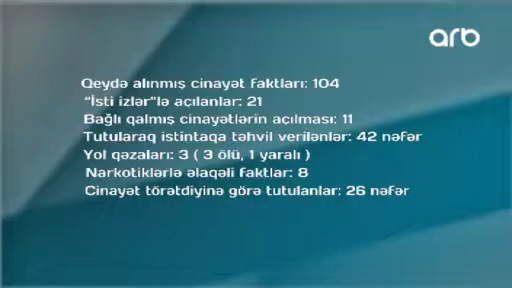 arb
Qeydə alınmış cinayət faktları: 104
“İsti izlər”lə açılanlar: 21
Bağlı qalmış cinayətlərin açılması: 11
Tutularaq istintaqa təhvil verilənlər: 42 nəfər
Yol qəzaları: 3 ( 3 ölü, 1 yaralı )
Narkotiklərlə əlaqəli faktlar: 8
Cinayət törətdiyinə görə tutulanlar: 26 nəfər